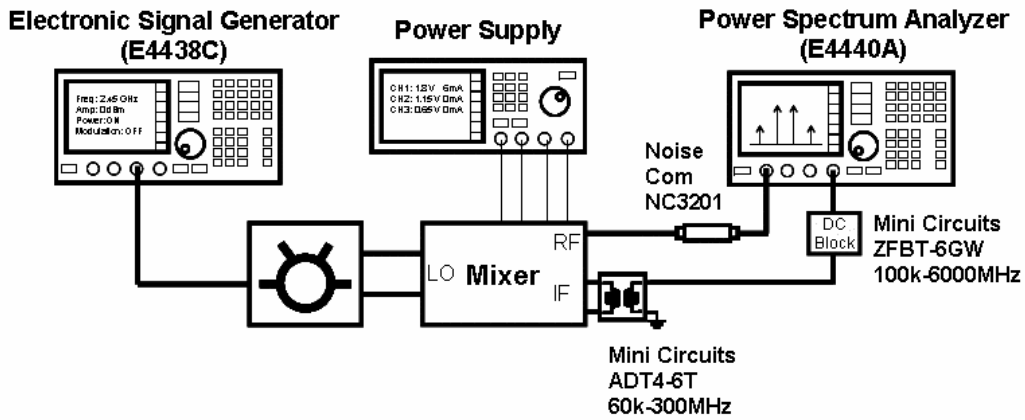 Electronic Signal Generator
(E4438C)
Power Supply
Power Spectrum Analyzer
(E4440A)
Freq: 2.45 GHz
Amp: 0dBm
Power: ON
Modulation: OFF
CH1: 1.8V 6mA
CH2: 1.15V 0mA
CH3: 0.65V 0mA
Noise
Com
NC3201
DC
Block
Mini Circuits
ZFBT-6GW
100k-6000MHz
LO
Mixer
RF
IF
Mini Circuits
ADT4-6T
60k-300MHz